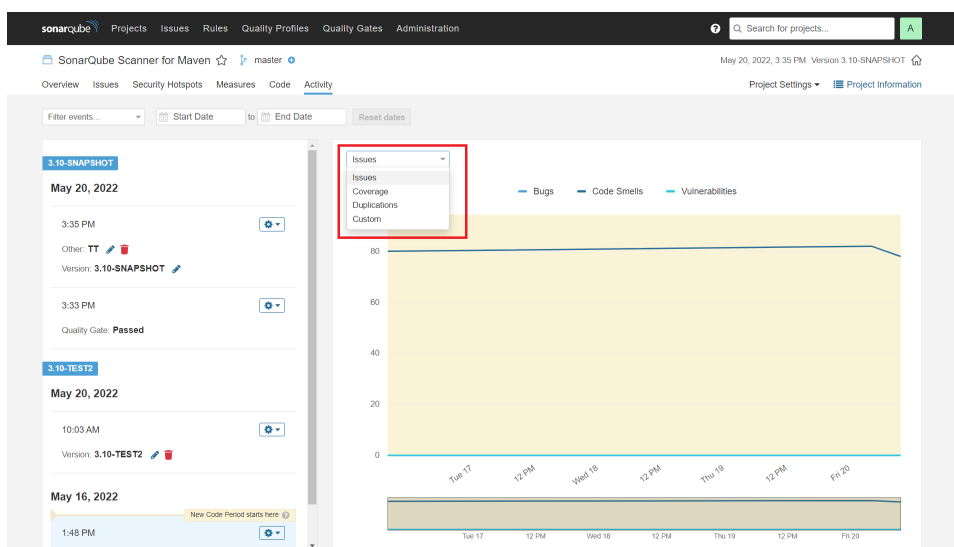 sonarqube Projects Issues Rules Quality Profiles Quality Gates Administration ? Search for projects... A
SonarQube Scanner for Maven master May 20, 2022, 3:35 PM Version 3.10-SNAPSHOT
Overview Issues Security Hotspots Measures Code Activity Project Settings Project Information
Filter events... Start Date to End Date Reset dates
3.10-SNAPSHOT
May 20, 2022
3:35 PM
Other: TT
Version: 3.10-SNAPSHOT
3:33 PM
Quality Gate: Passed
3.10-TEST2
May 20, 2022
10:03 AM
Version: 3.10-TEST2
May 16, 2022
New Code Period starts here ?
1:48 PM
Issues
Issues
Coverage
Duplications
Custom
Bugs Code Smells Vulnerabilities
80
60
40
20
0
Tue 17 12 PM Wed 18 12 PM Thu 19 12 PM Fri 20
Tue 17 12 PM Wed 18 12 PM Thu 19 12 PM Fri 20